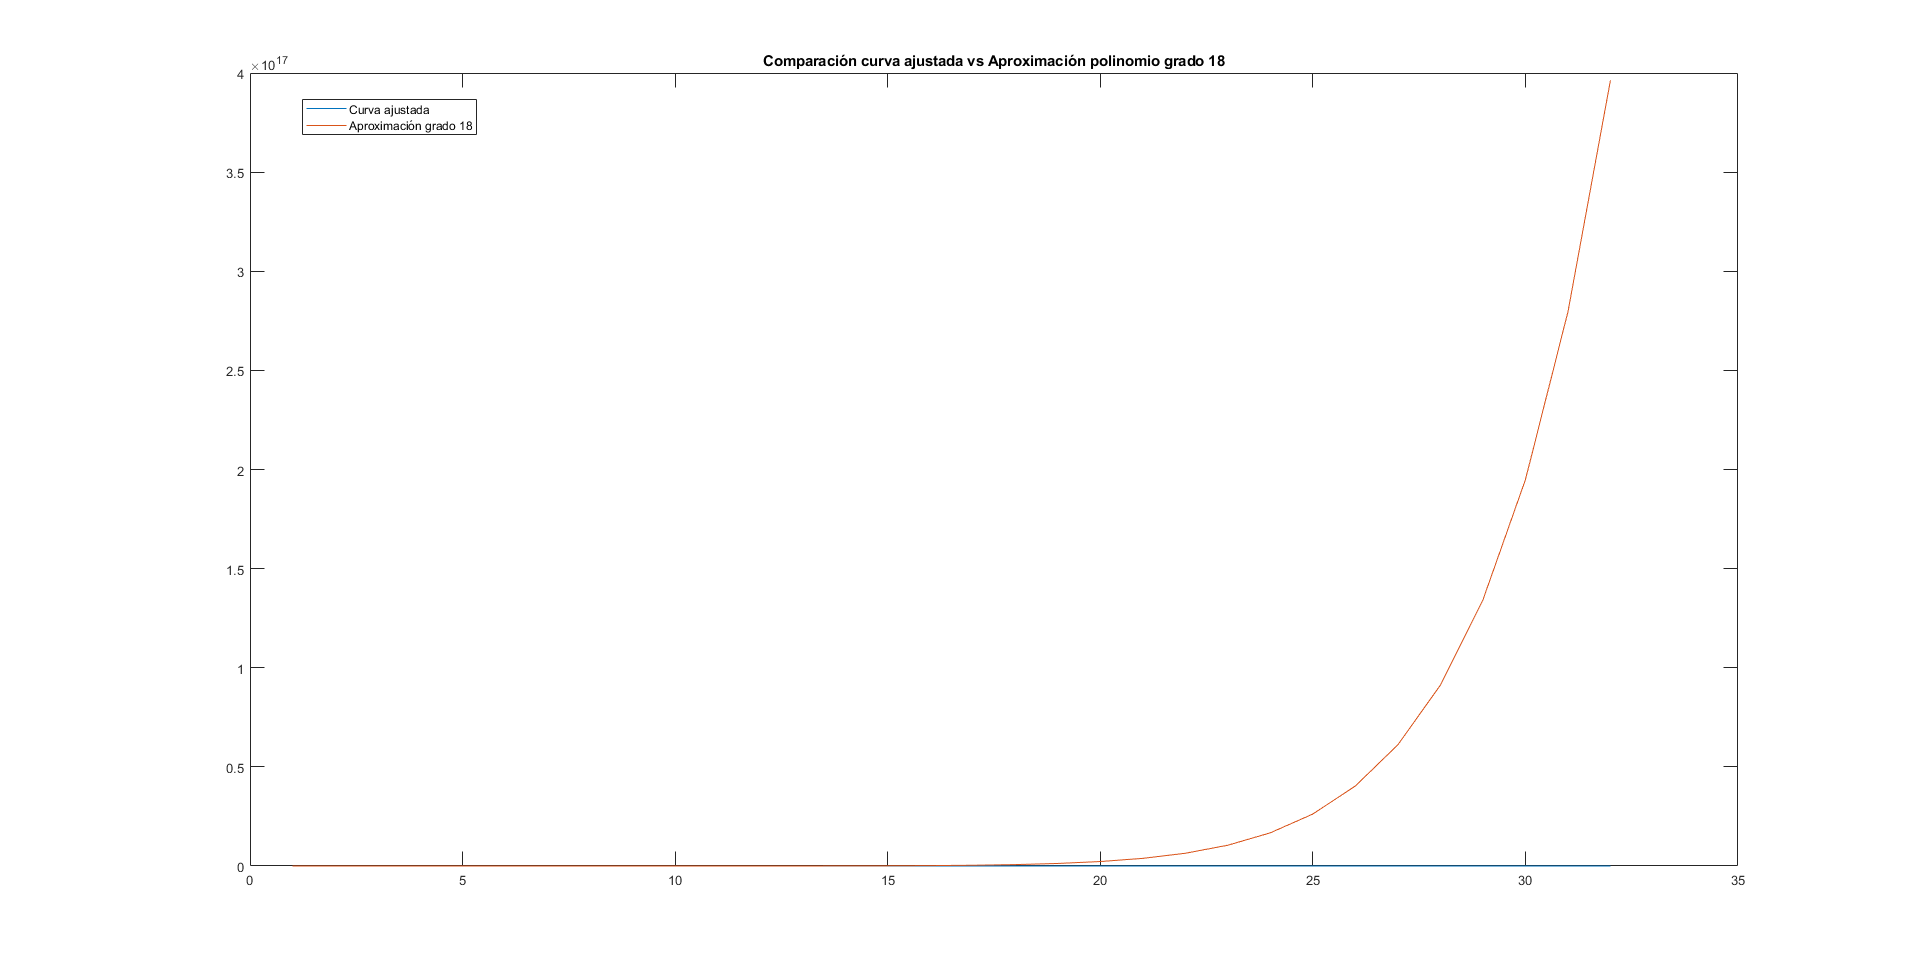 Comparación curva ajustada vs Aproximación polinomio grado 18
×10^17
Curva ajustada
Aproximación grado 18
4
3.5
3
2.5
2
1.5
1
0.5
0
0 5 10 15 20 25 30 35